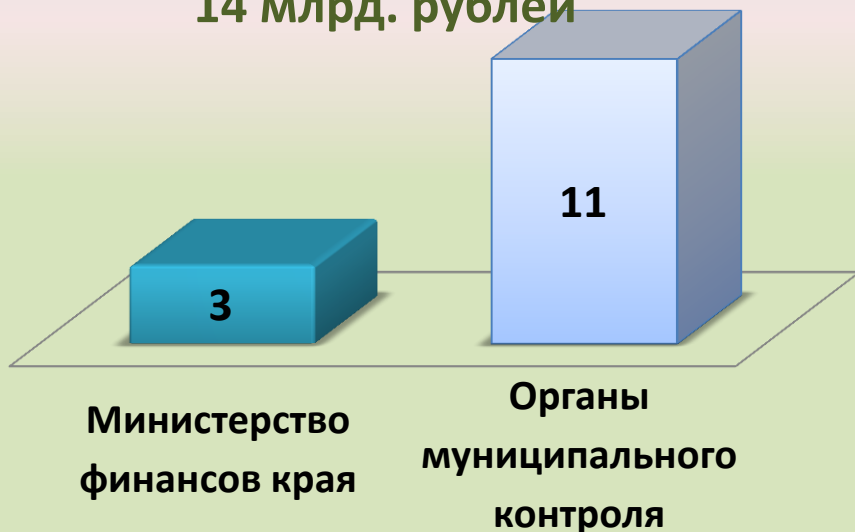 14 Млрд. рублей
3
11
Министерство
финансов края
Органы
муниципального
контроля